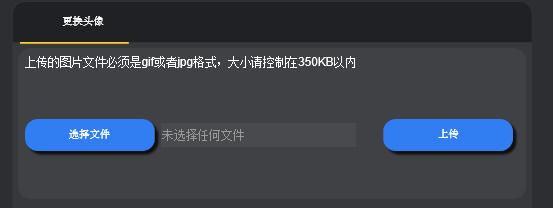 更换头像
上传的图片文件必须是gif或者jpg格式，大小请控制在350KB以内
选择文件 未选择任何文件 上传